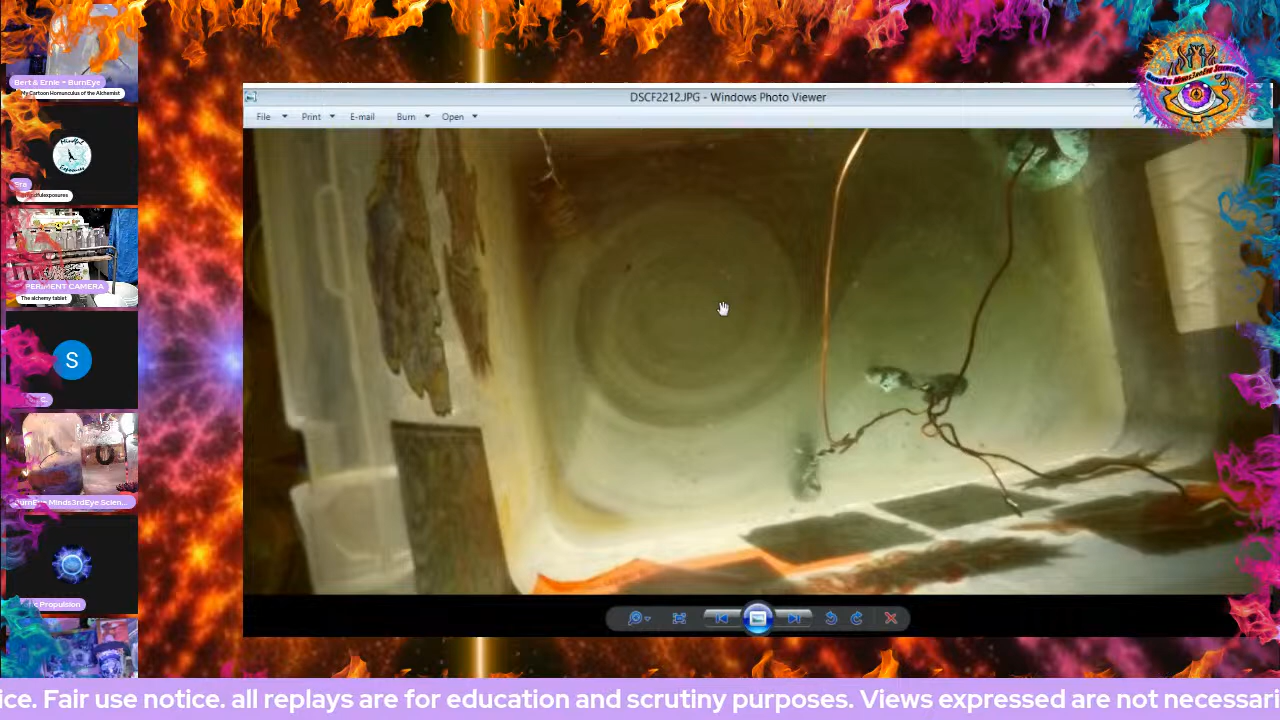 Bert & Ernie - BurnEye
My Cartoon Homunculus of the Alchemist
DSCF2212.JPG - Windows Photo Viewer
File Print E-mail Burn Open
Mindful
PERIMENT CAMERA
The alchemy tablet
S
Propulsion
ice. Fair use notice. all replays are for education and scrutiny purposes. Views expressed are not necessari